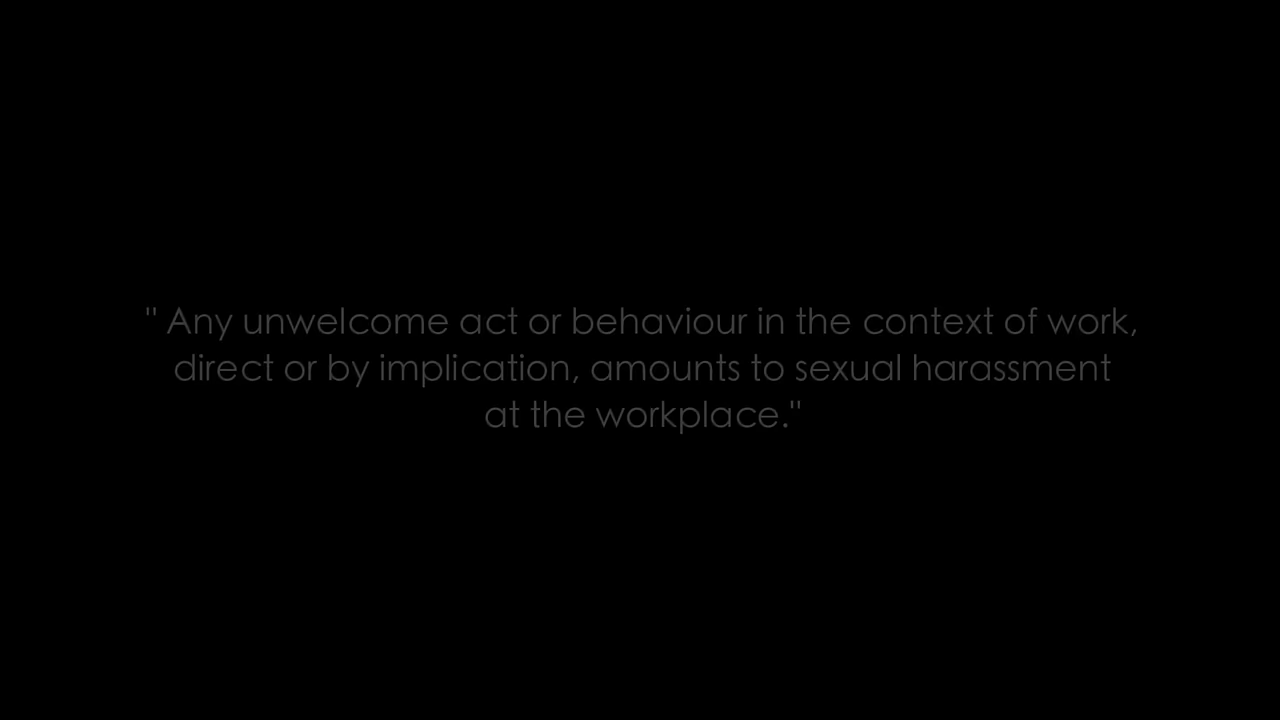 " Any unwelcome act or behaviour in the context of work,
direct or by implication, amounts to sexual harassment
at the workplace."